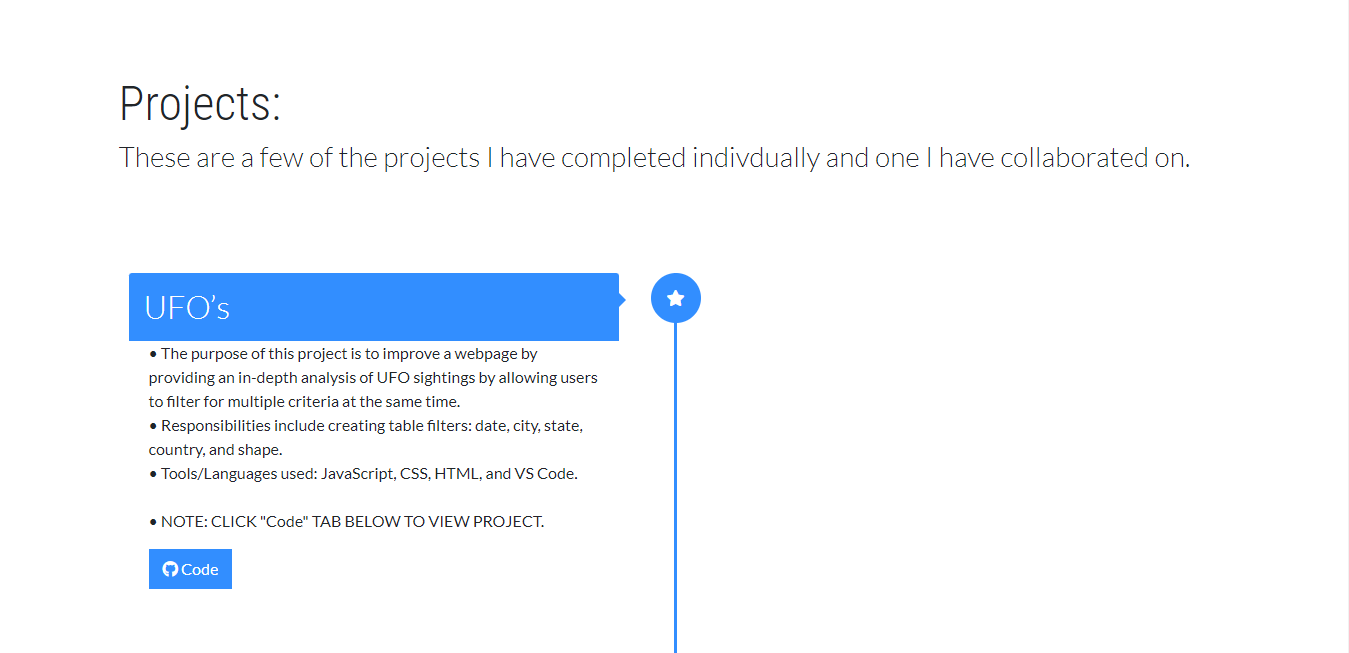 Projects:
These are a few of the projects I have completed indivdually and one I have collaborated on.
UFO’s
• The purpose of this project is to improve a webpage by
providing an in-depth analysis of UFO sightings by allowing users
to filter for multiple criteria at the same time.
• Responsibilities include creating table filters: date, city, state,
country, and shape.
• Tools/Languages used: JavaScript, CSS, HTML, and VS Code.
• NOTE: CLICK "Code" TAB BELOW TO VIEW PROJECT.
Code